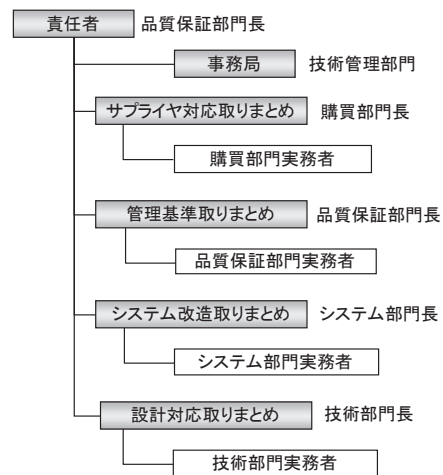 責任者 品質保証部門長
事務局 技術管理部門
サプライヤ対応取りまとめ 購買部門長
購買部門実務者
管理基準取りまとめ 品質保証部門長
品質保証部門実務者
システム改造取りまとめ システム部門長
システム部門実務者
設計対応取りまとめ 技術部門長
技術部門実務者